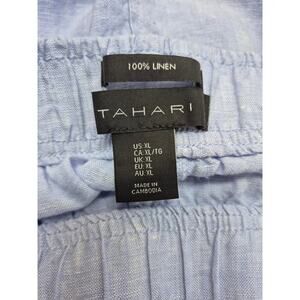 100% LINEN
TAHARI
US: XL
CA: XL/TG
UK: XL
EU: XL
AU: XL
MADE IN
CAMBODIA